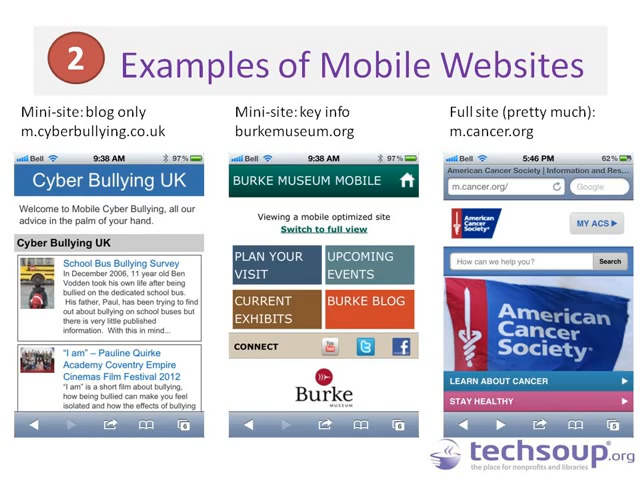 2
Examples of Mobile Websites
Mini-site: blog only
m.cyberbullying.co.uk
Mini-site: key info
burkemuseum.org
Full site (pretty much):
m.cancer.org
Bell 9:38 AM 97%
Cyber Bullying UK
Welcome to Mobile Cyber Bullying, all our
advice in the palm of your hand.
Cyber Bullying UK
School Bus Bullying Survey
In December 2006, 11 year old Ben
Vodden took his own life after being
bullied on the dedicated school bus.
His father, Paul, has been trying to find
out about bullying on school buses but
there is very little published
information. With this in mind...
"I am" – Pauline Quirke
Academy Coventry Empire
Cinemas Film Festival 2012
"I am" is a short film about bullying,
how being bullied can make you feel
isolated and how the effects of bullying
6
Bell 9:38 AM 97%
BURKE MUSEUM MOBILE
Viewing a mobile optimized site
Switch to full view
PLAN YOUR
VISIT
UPCOMING
EVENTS
CURRENT
EXHIBITS
BURKE BLOG
CONNECT
You Tube
Burke
MUSEUM
6
Bell 5:46 PM 62%
American Cancer Society | Information and Res...
m.cancer.org/ Google
American
Cancer
Society®
MY ACS
How can we help you? Search
American
Cancer
Society®
LEARN ABOUT CANCER
STAY HEALTHY
5
techsoup.org
the place for nonprofits and libraries